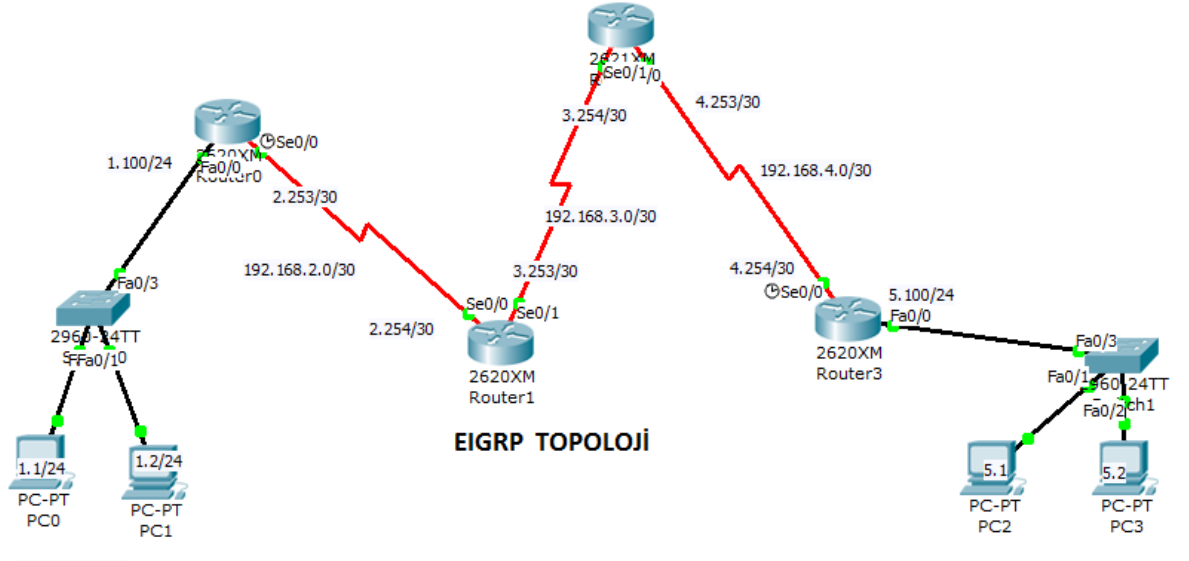 2621XM
Se0/1/0
3.254/30
4.253/30
192.168.4.0/30
192.168.3.0/30
Se0/0
2620XM
Router0
Fa0/0
1.100/24
2.253/30
192.168.2.0/30
2.254/30
3.253/30
Se0/0
Se0/1
2620XM
Router1
4.254/30
Se0/0
5.100/24
Fa0/0
2620XM
Router3
Fa0/3
Fa0/1
1.1/24
PC-PT
PC0
1.2/24
PC-PT
PC1
EIGRP TOPOLOJİ
Fa0/3
Fa0/1
Fa0/2
5.1
PC-PT
PC2
5.2
PC-PT
PC3